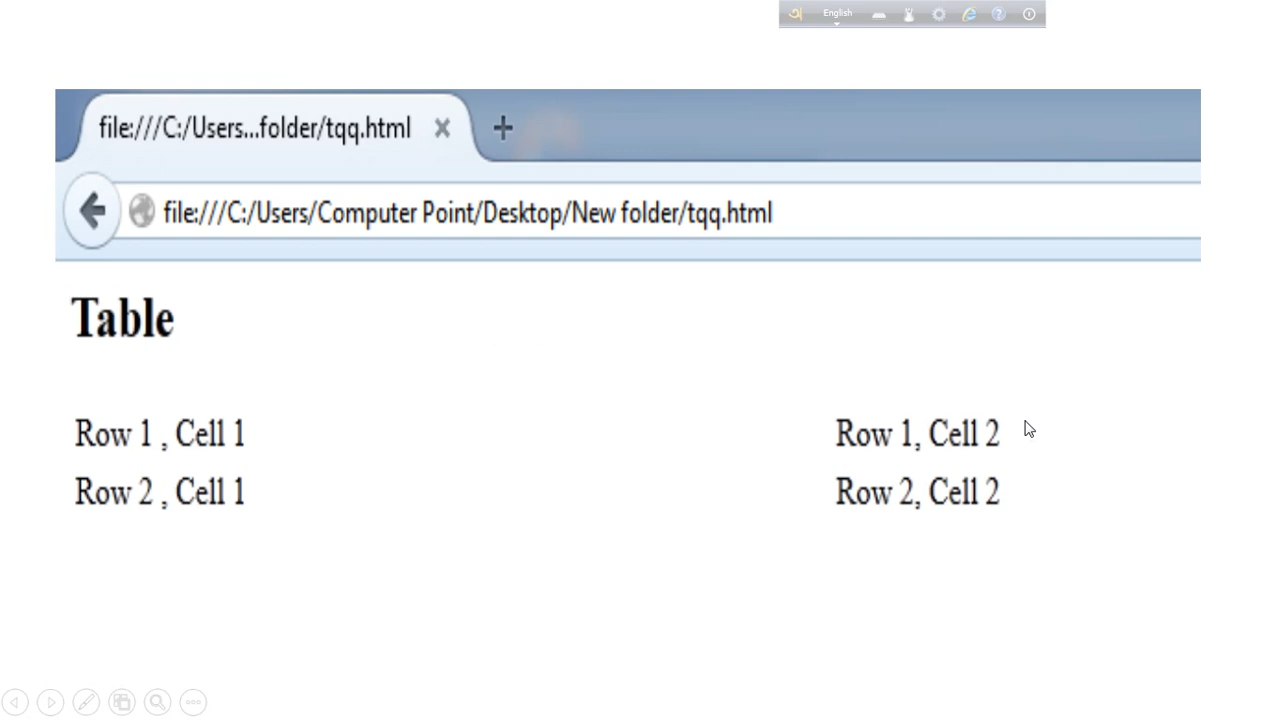 অ English
file:///C:/Users...folder/tqq.html
file:///C:/Users/Computer Point/Desktop/New folder/tqq.html
Table
Row 1 , Cell 1 Row 1, Cell 2
Row 2 , Cell 1 Row 2, Cell 2